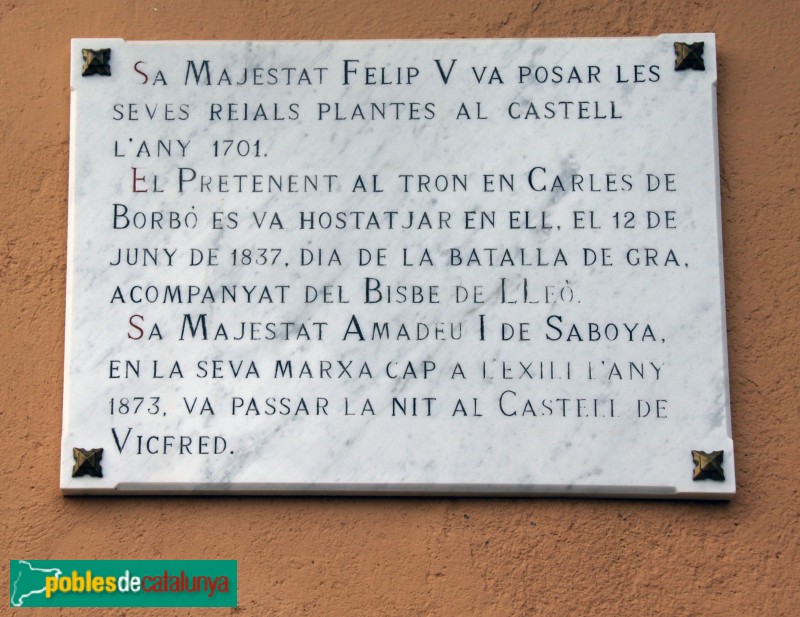 Sa Majestat Felip V va posar les
seves reials plantes al castell
l'any 1701.
El Pretenent al tron en Carles de
Borbò es va hostatjar en ell, el 12 de
juny de 1837, dia de la batalla de gra,
acompanyat del Bisbe de LLeò.
Sa Majestat Amadeu I de Saboya,
en la seva marxa cap a l'exili l'any
1873, va passar la nit al Castell de
Vicfred.
poblesdecatalunya